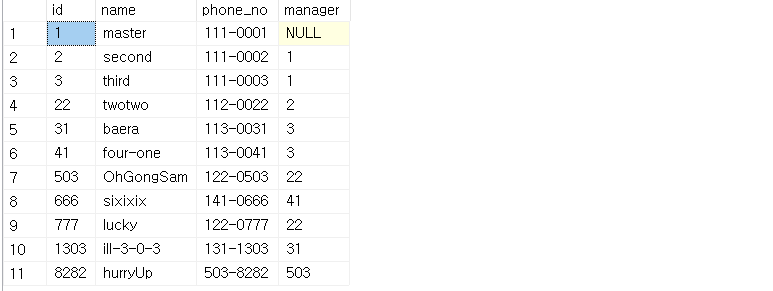 id name phone_no manager
1 1 master 111-0001 NULL
2 2 second 111-0002 1
3 3 third 111-0003 1
4 22 twotwo 112-0022 2
5 31 baera 113-0031 3
6 41 four-one 113-0041 3
7 503 OhGongSam 122-0503 22
8 666 sixixix 141-0666 41
9 777 lucky 122-0777 22
10 1303 ill-3-0-3 131-1303 31
11 8282 hurryUp 503-8282 503